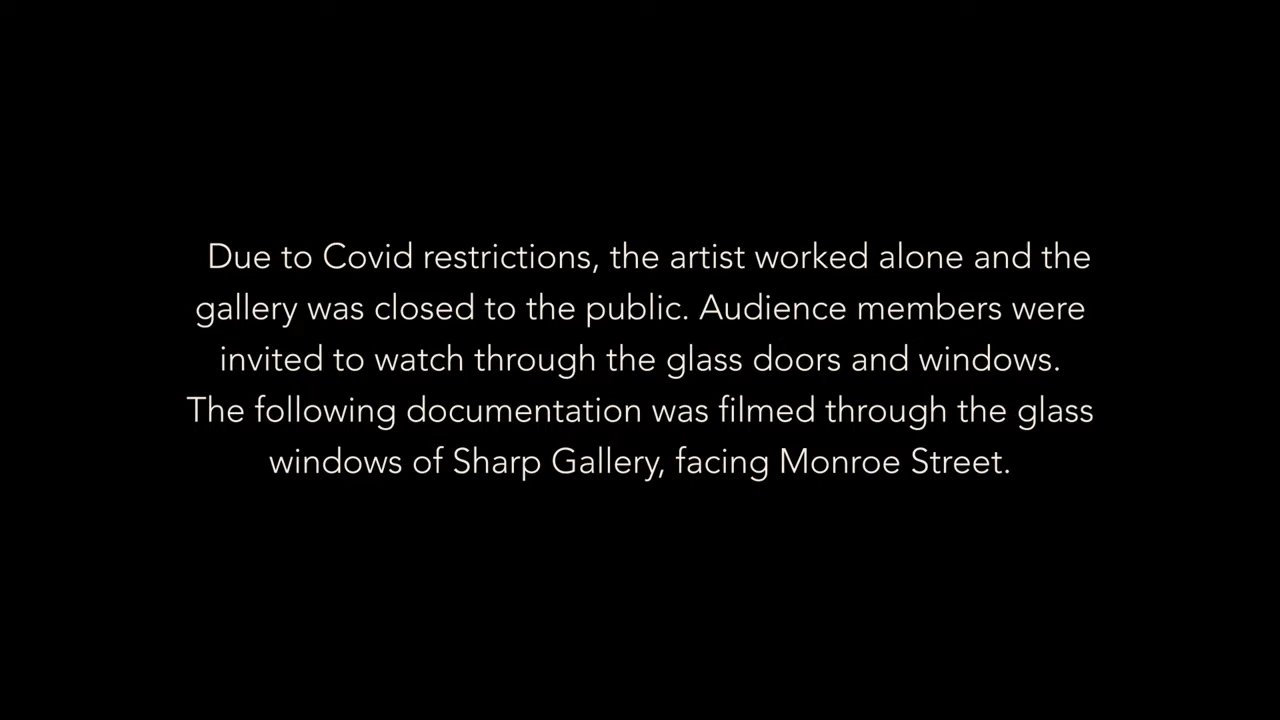 Due to Covid restrictions, the artist worked alone and the
gallery was closed to the public. Audience members were
invited to watch through the glass doors and windows.
The following documentation was filmed through the glass
windows of Sharp Gallery, facing Monroe Street.